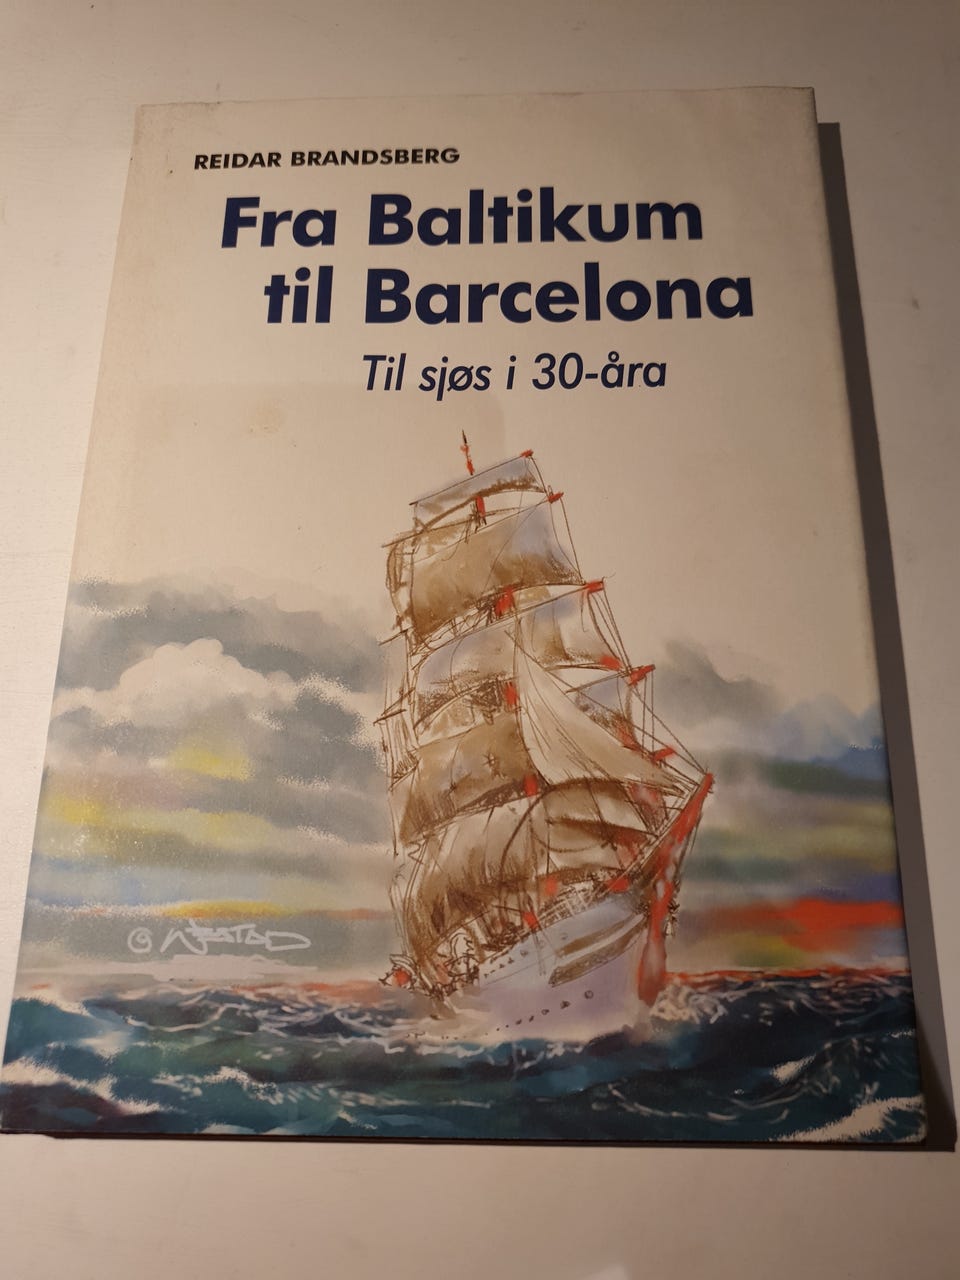 REIDAR BRANDSBERG
Fra Baltikum
til Barcelona
Til sjøs i 30-åra
©